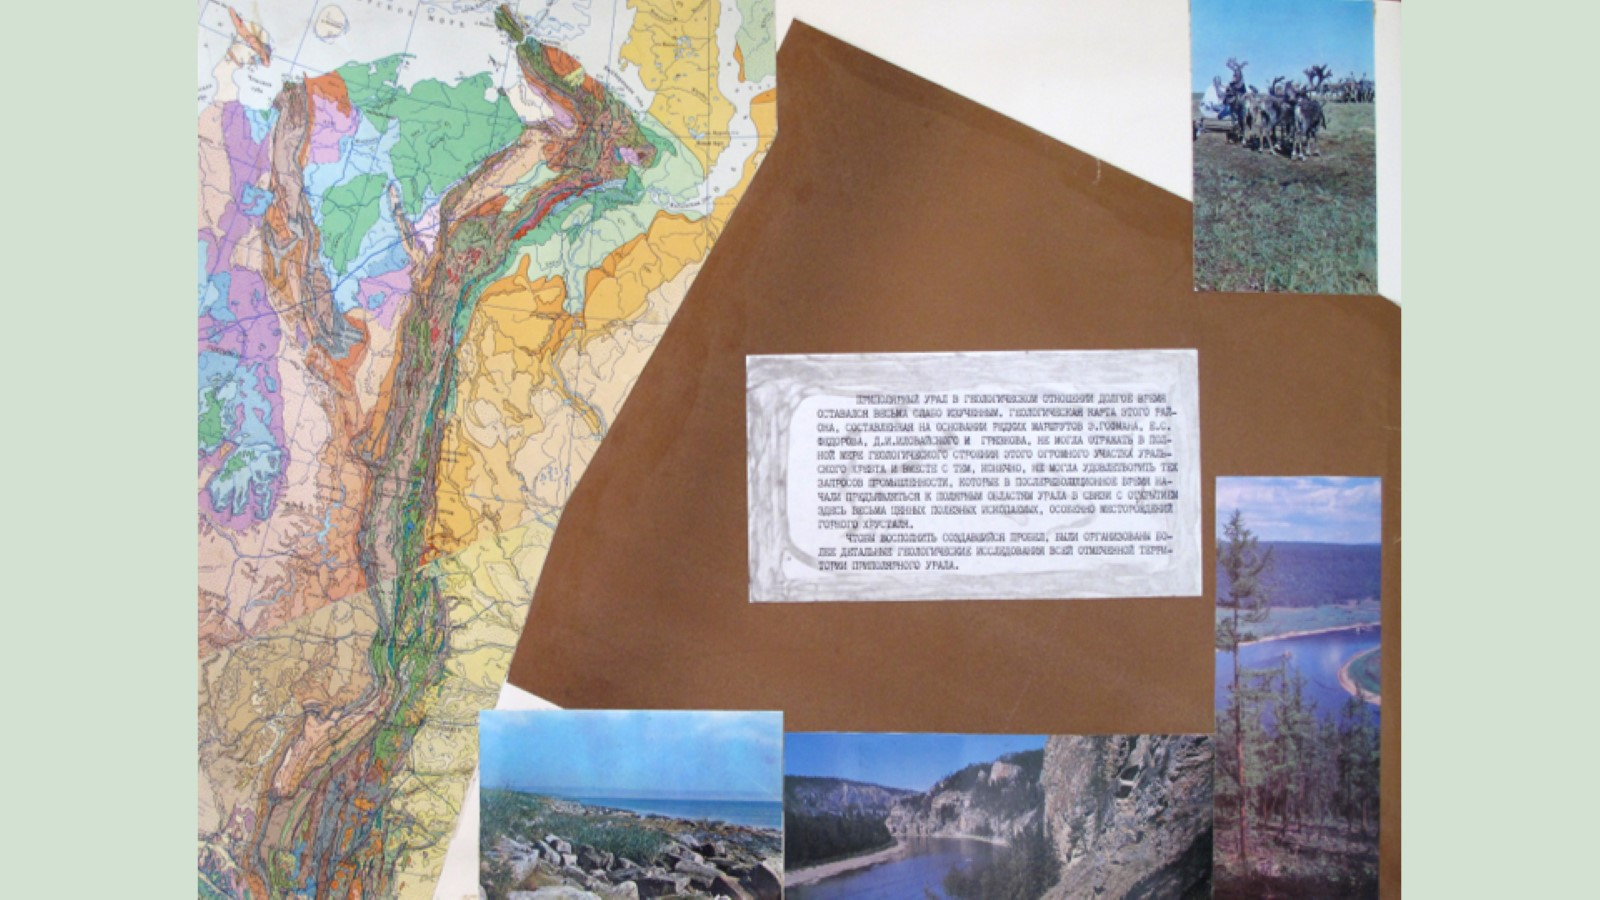 ПРИПОЛЯРНЫЙ УРАЛ В ГЕОЛОГИЧЕСКОМ ОТНОШЕНИИ ДОЛГОЕ ВРЕМЯ
ОСТАВАЛСЯ ВЕСЬМА СЛАБО ИЗУЧЕННЫМ. ГЕОЛОГИЧЕСКАЯ КАРТА ЭТОГО РАЙ-
ОНА, СОСТАВЛЕННАЯ НА ОСНОВАНИИ РЕДКИХ МАРШРУТОВ Э.ГОФМАНА, Е.С.
ФЕДОРОВА, Д.И.ИЛОВАЙСКОГО И ГРЯЗНОВА, НЕ МОГЛА ОТРАЖАТЬ В ПОЛ-
НОЙ МЕРЕ ГЕОЛОГИЧЕСКОГО СТРОЕНИЯ ЭТОГО ОГРОМНОГО УЧАСТКА УРАЛЬ-
СКОГО ХРЕБТА И ВМЕСТЕ С ТЕМ, КОНЕЧНО, НЕ МОГЛА УДОВЛЕТВОРИТЬ ТЕХ
ЗАПРОСОВ ПРОМЫШЛЕННОСТИ, КОТОРЫЕ В ПОСЛЕРЕВОЛЮЦИОННОЕ ВРЕМЯ НА-
ЧАЛИ ПРЕДЪЯВЛЯТЬСЯ К ПОЛЯРНЫМ ОБЛАСТЯМ УРАЛА В СВЯЗИ С ОТКРЫТИЕМ
ЗДЕСЬ ВЕСЬМА ЦЕННЫХ ПОЛЕЗНЫХ ИСКОПАЕМЫХ, ОСОБЕННО МЕСТОРОЖДЕНИЙ
ГОРНОГО ХРУСТАЛЯ.
ЧТОБЫ ВОСПОЛНИТЬ СОЗДАВШИЙСЯ ПРОБЕЛ, БЫЛИ ОРГАНИЗОВАНЫ БО-
ЛЕЕ ДЕТАЛЬНЫЕ ГЕОЛОГИЧЕСКИЕ ИССЛЕДОВАНИЯ ВСЕЙ ОТМЕЧЕННОЙ ТЕРРИ-
ТОРИИ ПРИПОЛЯРНОГО УРАЛА.